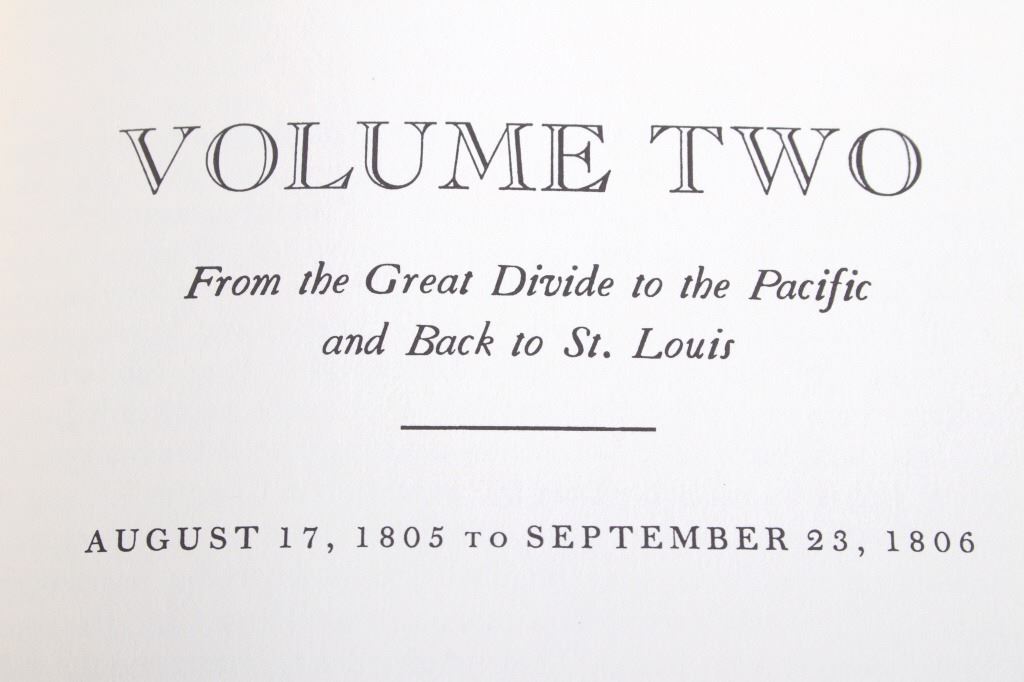 VOLUME TWO
From the Great Divide to the Pacific
and Back to St. Louis
AUGUST 17, 1805 TO SEPTEMBER 23, 1806